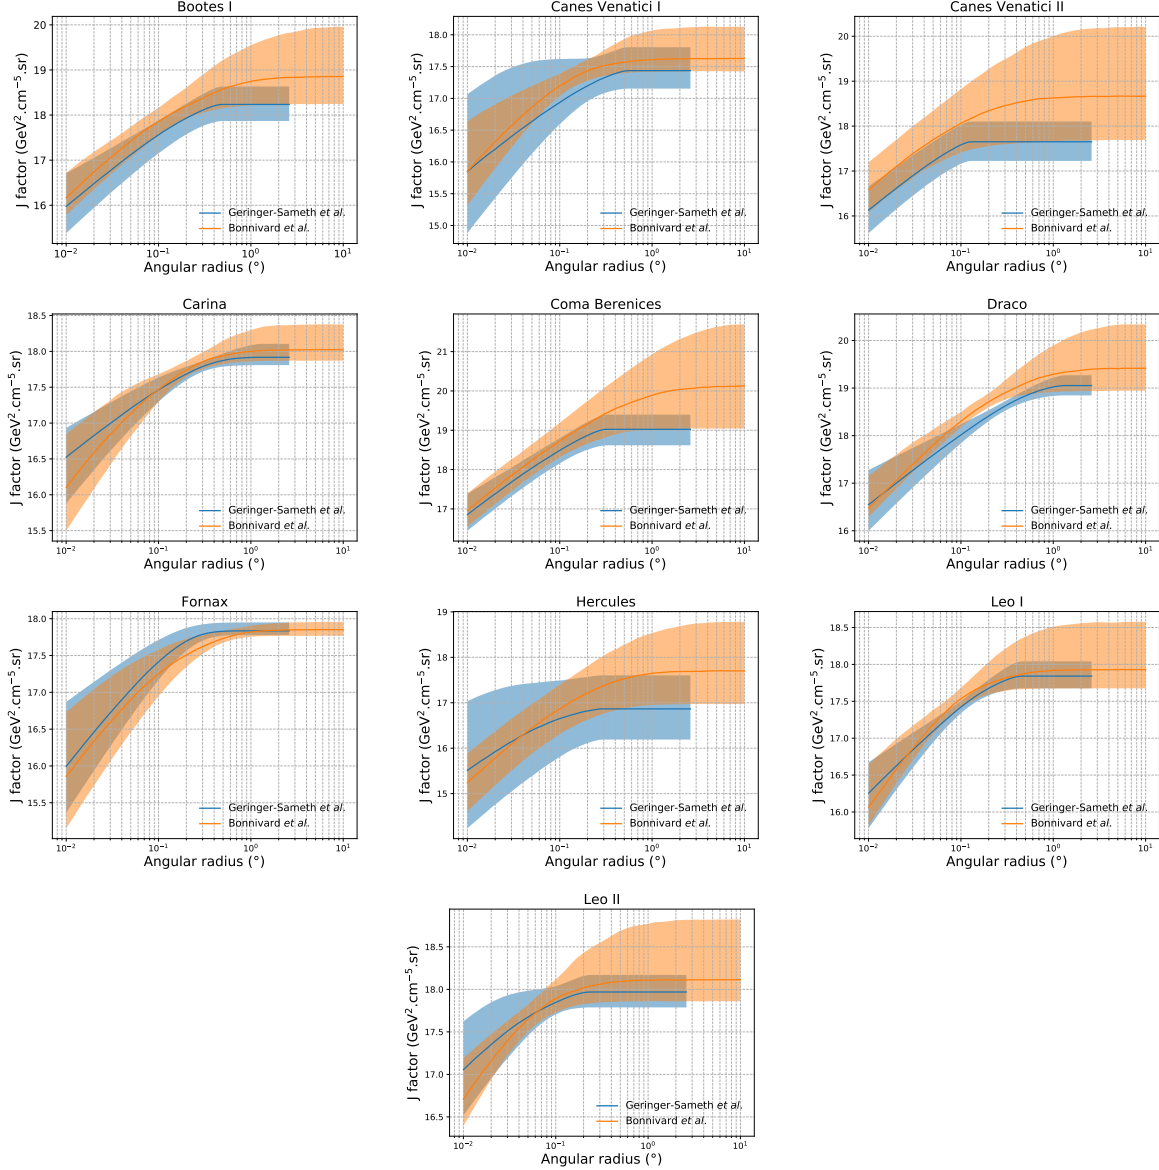 Bootes I
J factor (GeV².cm⁻⁵.sr)
20
19
18
17
16
10⁻² 10⁻¹ 10⁰ 10¹
Angular radius (°)
Geringer-Sameth et al.
Bonnivard et al.
Canes Venatici I
J factor (GeV².cm⁻⁵.sr)
18.0
17.5
17.0
16.5
16.0
15.5
15.0
10⁻² 10⁻¹ 10⁰ 10¹
Angular radius (°)
Geringer-Sameth et al.
Bonnivard et al.
Canes Venatici II
J factor (GeV².cm⁻⁵.sr)
20
19
18
17
16
10⁻² 10⁻¹ 10⁰ 10¹
Angular radius (°)
Geringer-Sameth et al.
Bonnivard et al.
Carina
J factor (GeV².cm⁻⁵.sr)
18.5
18.0
17.5
17.0
16.5
16.0
15.5
10⁻² 10⁻¹ 10⁰ 10¹
Angular radius (°)
Geringer-Sameth et al.
Bonnivard et al.
Coma Berenices
J factor (GeV².cm⁻⁵.sr)
21
20
19
18
17
10⁻² 10⁻¹ 10⁰ 10¹
Angular radius (°)
Geringer-Sameth et al.
Bonnivard et al.
Draco
J factor (GeV².cm⁻⁵.sr)
20
19
18
17
16
10⁻² 10⁻¹ 10⁰ 10¹
Angular radius (°)
Geringer-Sameth et al.
Bonnivard et al.
Fornax
J factor (GeV².cm⁻⁵.sr)
18.0
17.5
17.0
16.5
16.0
15.5
10⁻² 10⁻¹ 10⁰ 10¹
Angular radius (°)
Geringer-Sameth et al.
Bonnivard et al.
Hercules
J factor (GeV².cm⁻⁵.sr)
19
18
17
16
15
10⁻² 10⁻¹ 10⁰ 10¹
Angular radius (°)
Geringer-Sameth et al.
Bonnivard et al.
Leo I
J factor (GeV².cm⁻⁵.sr)
18.5
18.0
17.5
17.0
16.5
16.0
10⁻² 10⁻¹ 10⁰ 10¹
Angular radius (°)
Geringer-Sameth et al.
Bonnivard et al.
Leo II
J factor (GeV².cm⁻⁵.sr)
18.5
18.0
17.5
17.0
16.5
10⁻² 10⁻¹ 10⁰ 10¹
Angular radius (°)
Geringer-Sameth et al.
Bonnivard et al.